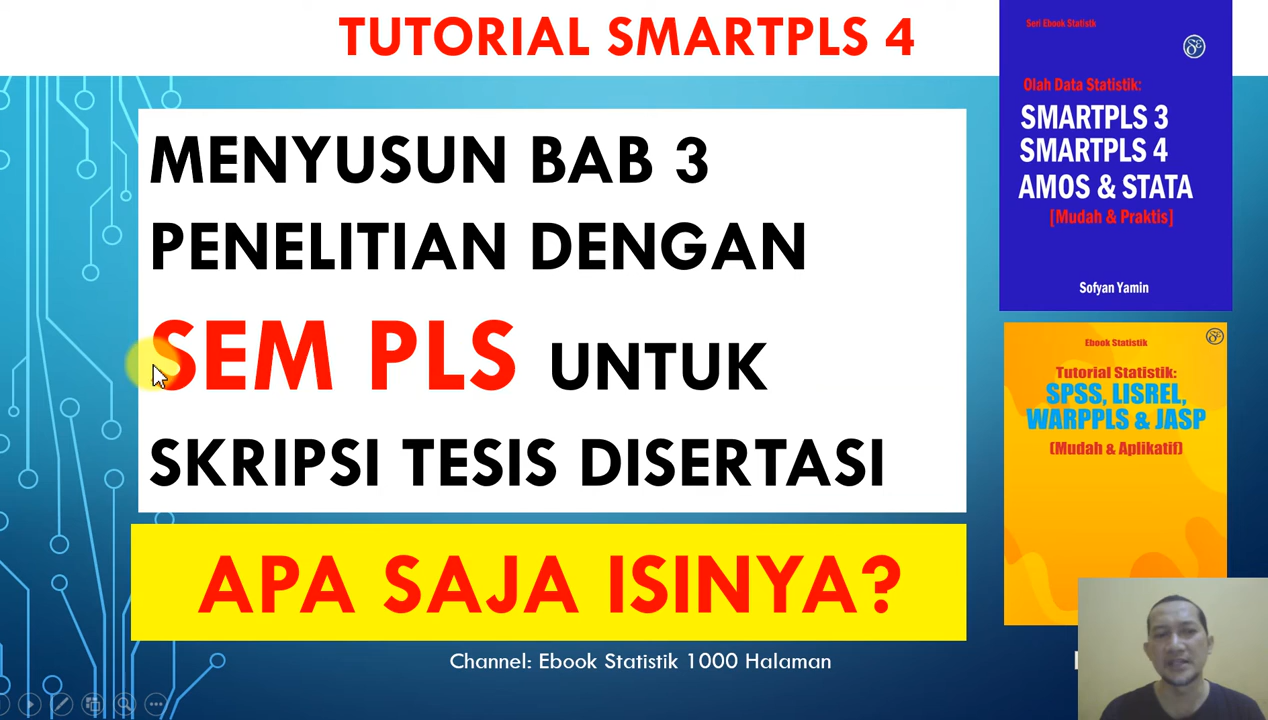 TUTORIAL SMARTPLS 4
MENYUSUN BAB 3
PENELITIAN DENGAN
SEM PLS UNTUK
SKRIPSI TESIS DISERTASI
APA SAJA ISINYA?
Channel: Ebook Statistik 1000 Halaman
Seri Ebook Statistk
Olah Data Statistik:
SMARTPLS 3
SMARTPLS 4
AMOS & STATA
[Mudah & Praktis]
Sofyan Yamin
Ebook Statistik
Tutorial Statistik:
SPSS, LISREL,
WARPPLS & JASP
(Mudah & Aplikatif)